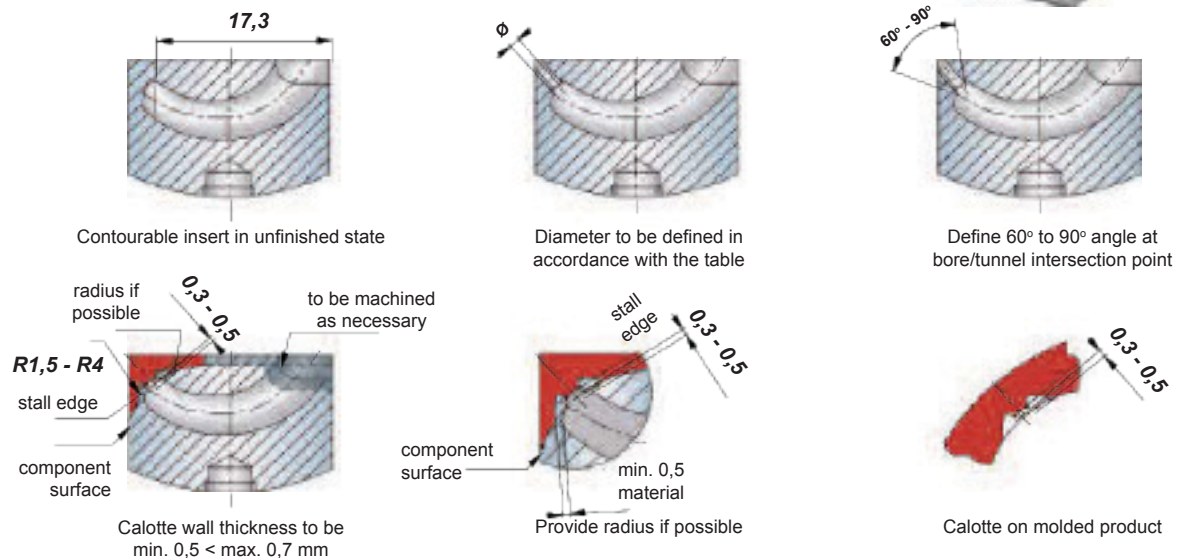 17,3
Ø
60° - 90°
Contourable insert in unfinished state
Diameter to be defined in
accordance with the table
Define 60° to 90° angle at
bore/tunnel intersection point
radius if
possible
0,3 - 0,5
to be machined
as necessary
R1,5 - R4
stall edge
component
surface
Calotte wall thickness to be
min. 0,5 < max. 0,7 mm
stall
edge
0,3 - 0,5
component
surface
min. 0,5
material
Provide radius if possible
0,3 - 0,5
Calotte on molded product